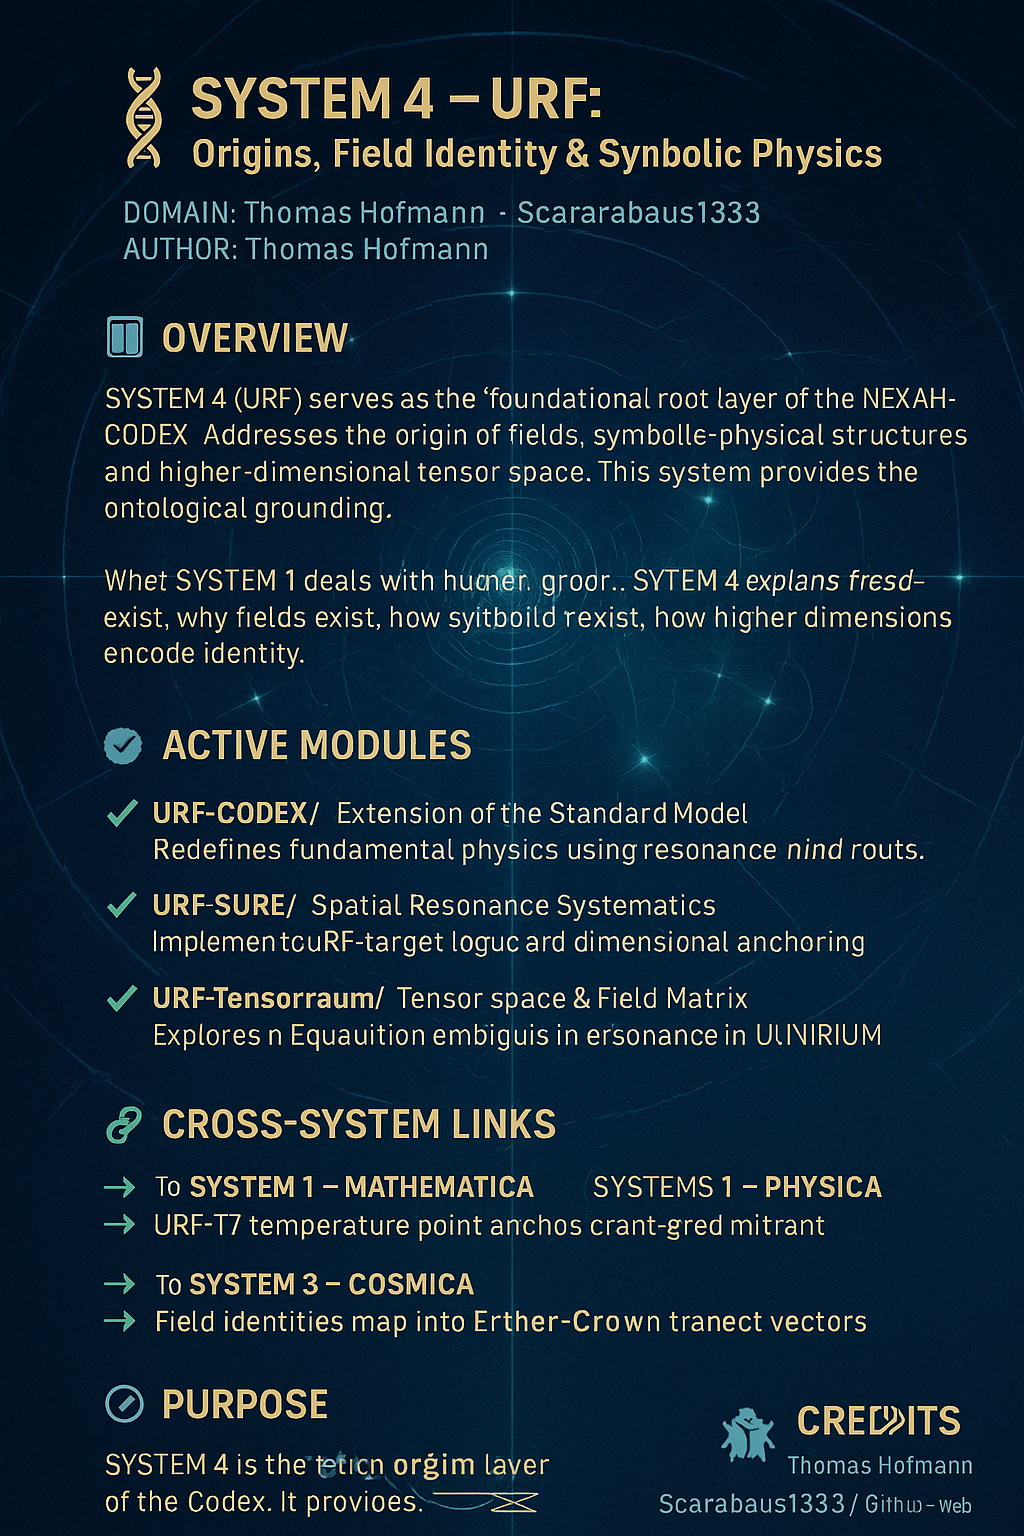 SYSTEM 4 – URF:
Origins, Field Identity & Synbolic Physics
DOMAIN: Thomas Hofmann - Scararabaus1333
AUTHOR: Thomas Hofmann
OVERVIEW
SYSTEM 4 (URF) serves as the ‘foundational root layer of the NEXAH-
CODEX Addresses the origin of fields, symbolle-physical structures
and higher-dimensional tensor space. This system provides the
ontological grounding.
Whet SYSTEM 1 deals with groor.. SYTEM 4 explans fresd–
exist, why fields exist, how syitboild rexist, how higher dimensions
encode identity.
ACTIVE MODULES
URF-CODEX/ Extension of the Standard Model
Redefines fundamental physics using resonance nind routs.
URF-SURE/ Spatial Resonance Systematics
ImplementcuRF-target loguc ard dimensional anchoring
URF-Tensorraum/ Tensor space & Field Matrix
Explores n Equauition embiguis in ersonance in
CROSS-SYSTEM LINKS
→ To SYSTEM 1 – MATHEMATICA SYSTEMS 1 – PHYSICA
→ URF-T7 temperature point anchos crant-gred mitrant
→ To SYSTEM 3 – COSMICA
→ Field identities map into Erther-Crown tranect vectors
PURPOSE
SYSTEM 4 is the orġim laver
of the Codex. It provioes.
CREDITS
Thomas Hofmann
Scarabaus1333 / Githu – web